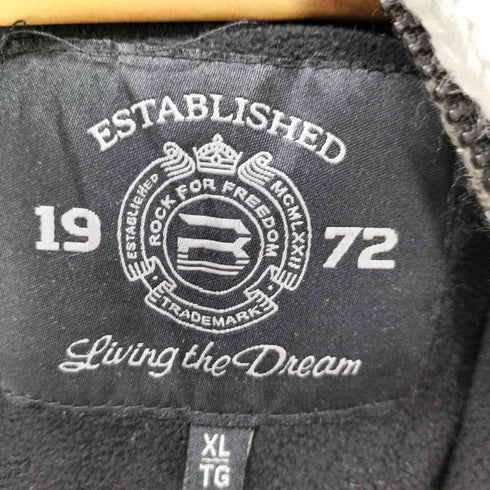 ESTABLISHED
ESTABLISHED
ROCK FOR FREEDOM
MCMLXXII
19
72
• TRADEMARK •
Living the Dream
XL
TG